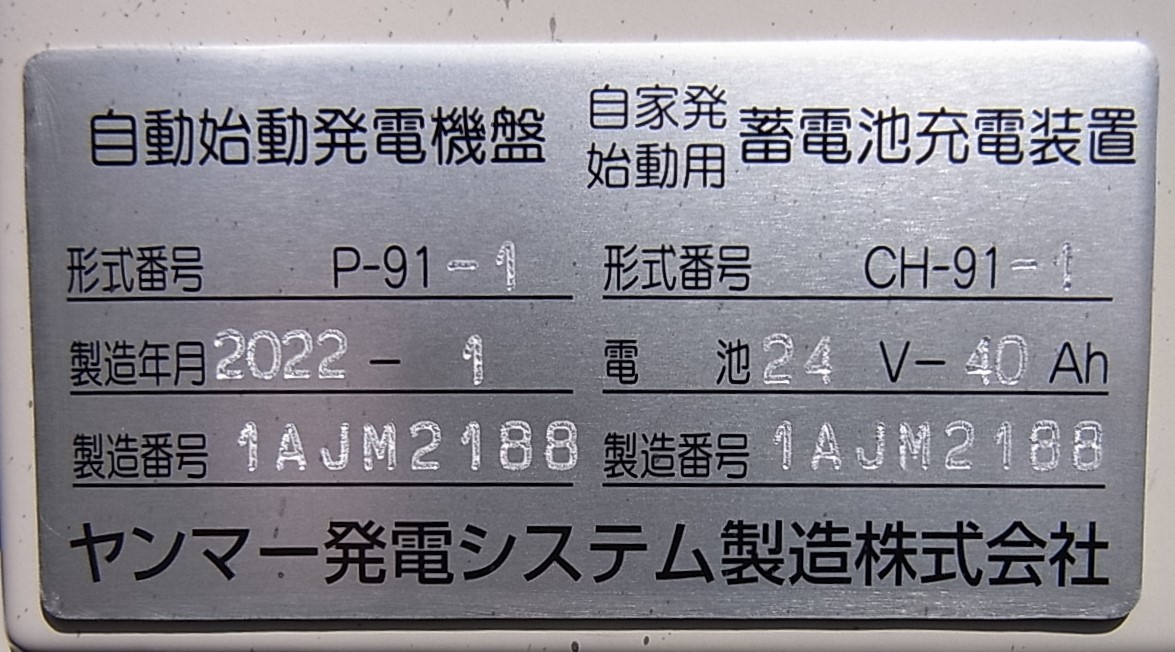 自動始動発電機盤 自家発始動用 蓄電池充電装置
形式番号 P-91-1 形式番号 CH-91-1
製造年月 2022 - 1 電池 24 V- 40 Ah
製造番号 1AJM2188 製造番号 1AJM2188
ヤンマー発電システム製造株式会社